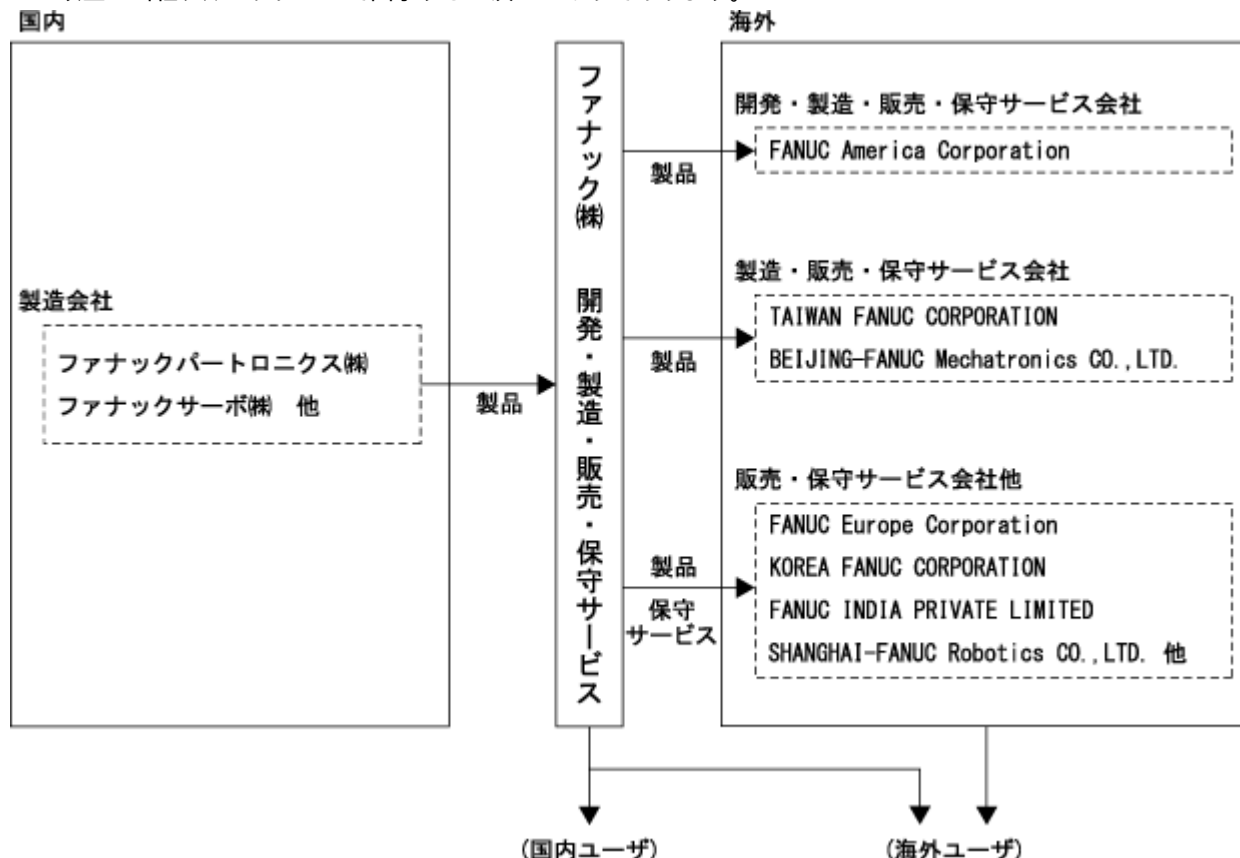 国内
製造会社
ファナックパートロニクス㈱
ファナックサーボ㈱ 他
製品
ファナック㈱ 開発・製造・販売・保守サービス
海外
開発・製造・販売・保守サービス会社
FANUC America Corporation
製品
製造・販売・保守サービス会社
TAIWAN FANUC CORPORATION
BEIJING-FANUC Mechatronics CO.,LTD.
製品
販売・保守サービス会社他
FANUC Europe Corporation
KOREA FANUC CORPORATION
FANUC INDIA PRIVATE LIMITED
SHANGHAI-FANUC Robotics CO.,LTD. 他
製品
保守
サービス
(国内ユーザ)
(海外ユーザ)